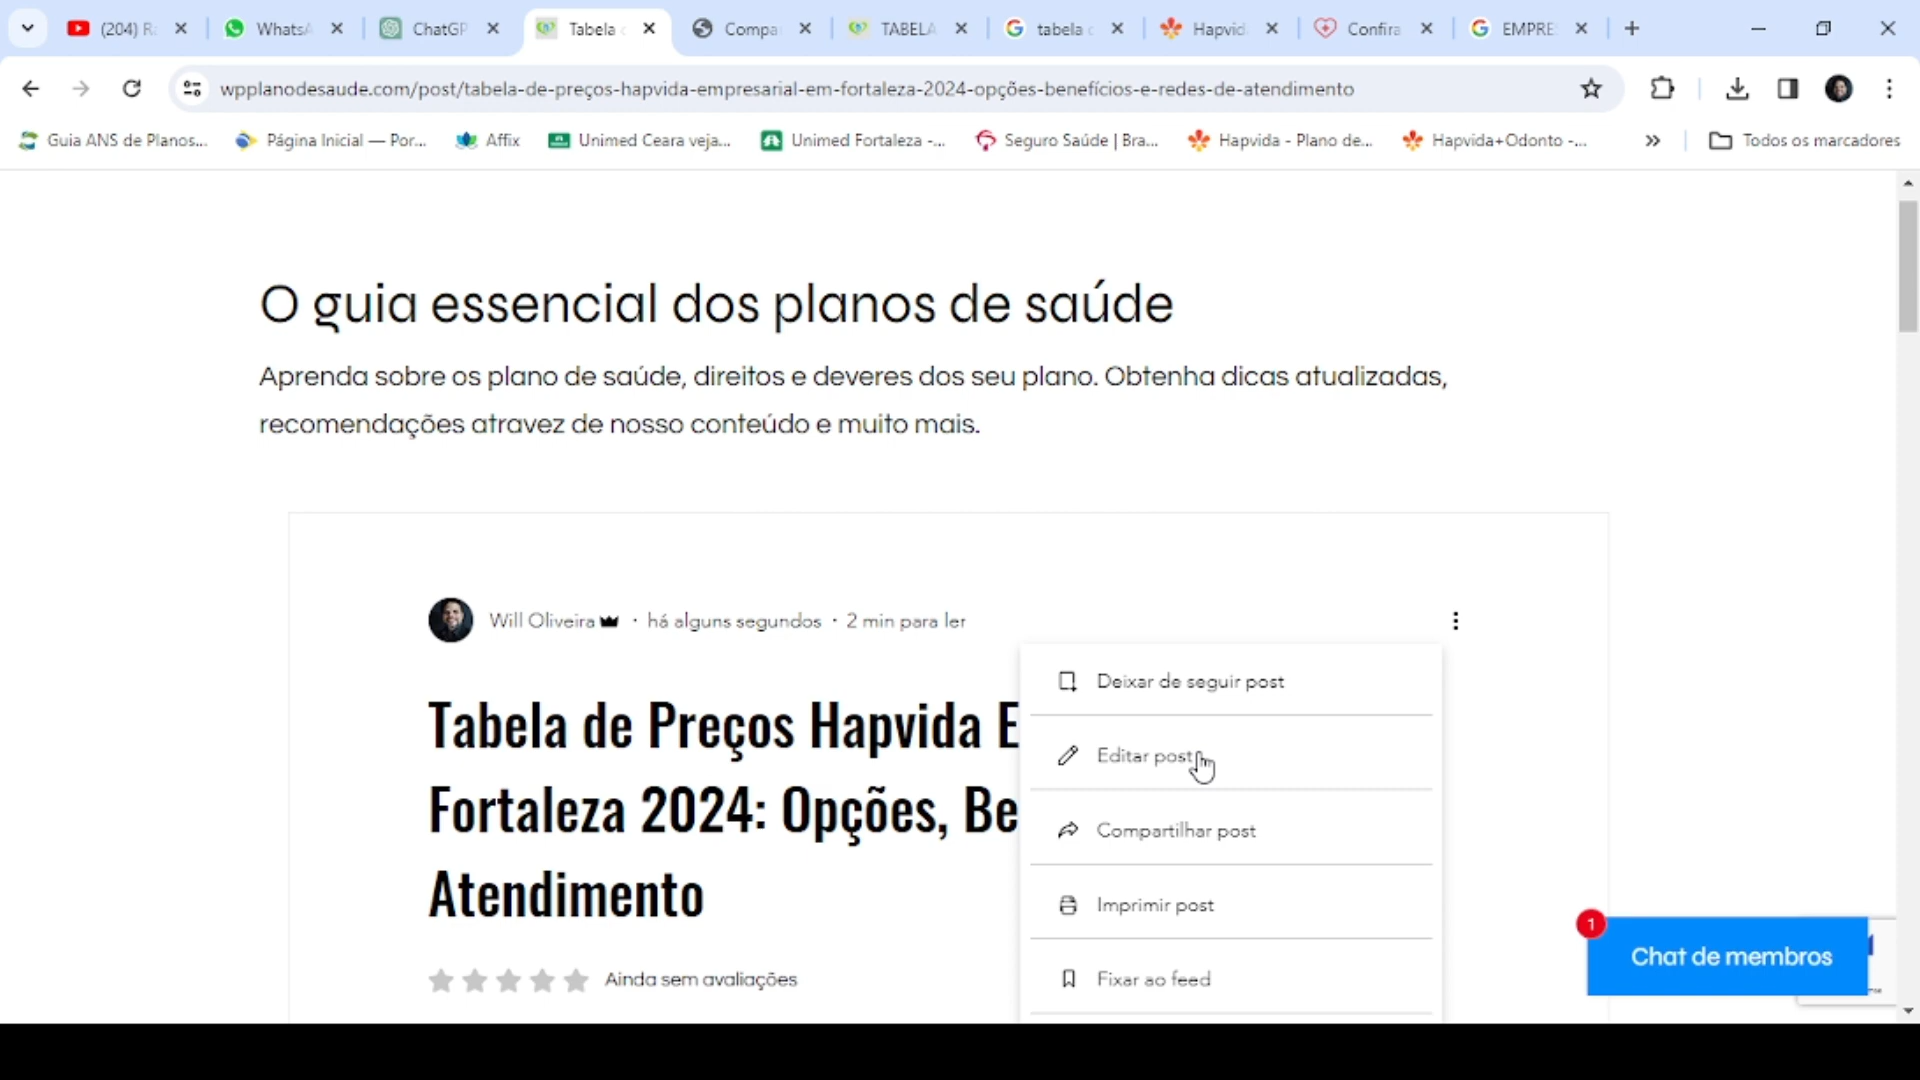 (204) R
Whats
ChatGP
Tabela
Compa
TABELA
tabela
Hapvid
Confira
EMPRE
wpplanodesaude.com/post/tabela-de-preços-hapvida-empresarial-em-fortaleza-2024-opções-benefícios-e-redes-de-atendimento
Guia ANS de Planos...
Página Inicial — Por...
Affix
Unimed Ceara veja...
Unimed Fortaleza -...
Seguro Saúde | Bra...
Hapvida - Plano de...
Hapvida+Odonto -...
Todos os marcadores
O guia essencial dos planos de saúde
Aprenda sobre os plano de saúde, direitos e deveres dos seu plano. Obtenha dicas atualizadas,
recomendações atravez de nosso conteúdo e muito mais.
Will Oliveira · há alguns segundos · 2 min para ler
Tabela de Preços Hapvida E
Fortaleza 2024: Opções, Be
Atendimento
Ainda sem avaliações
Deixar de seguir post
Editar post
Compartilhar post
Imprimir post
Fixar ao feed
1
Chat de membros